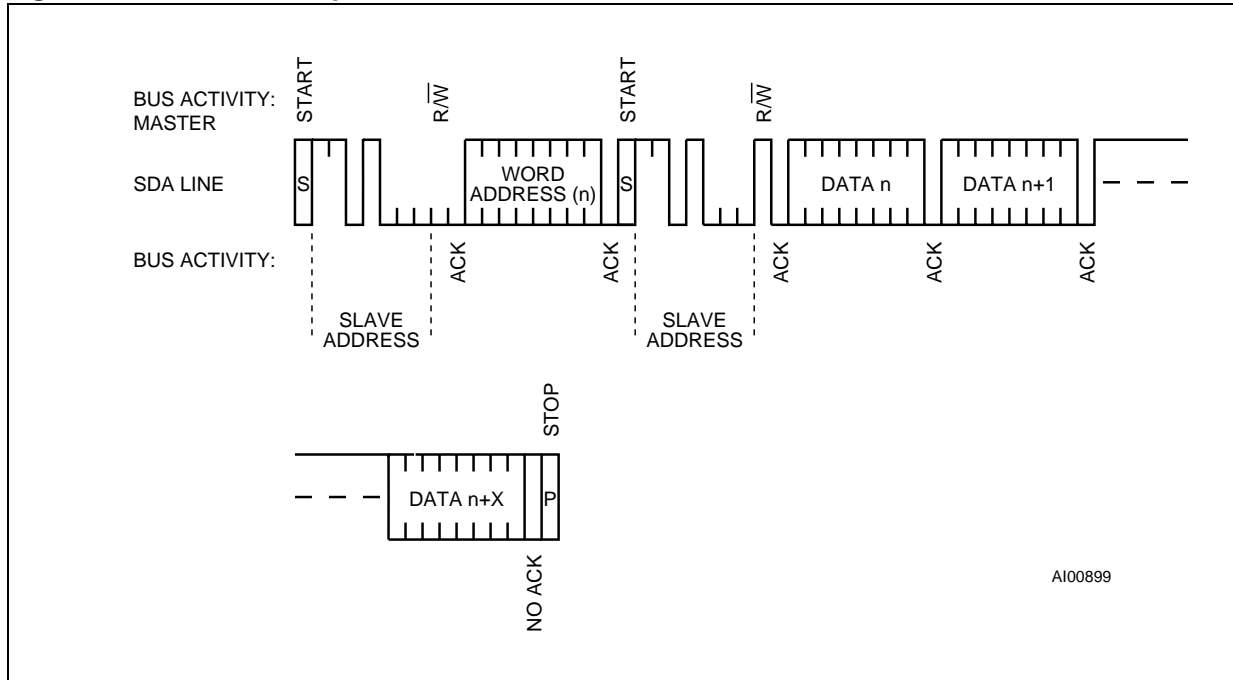 START
R/W
START
R/W
BUS ACTIVITY:
MASTER
SDA LINE
S
WORD
ADDRESS (n)
S
DATA n
DATA n+1
BUS ACTIVITY:
ACK
ACK
ACK
ACK
ACK
SLAVE
ADDRESS
SLAVE
ADDRESS
STOP
DATA n+X
P
NO ACK
AI00899